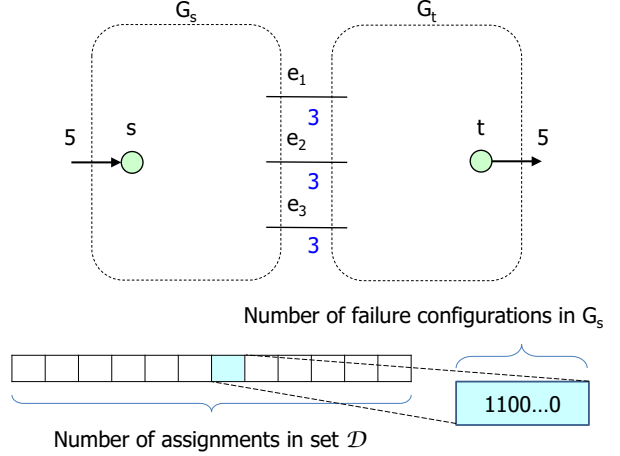 G_s G_t
e_1
3
5 s e_2 t 5
3
e_3
3
Number of failure configurations in G_s
1100...0
Number of assignments in set 𝒟